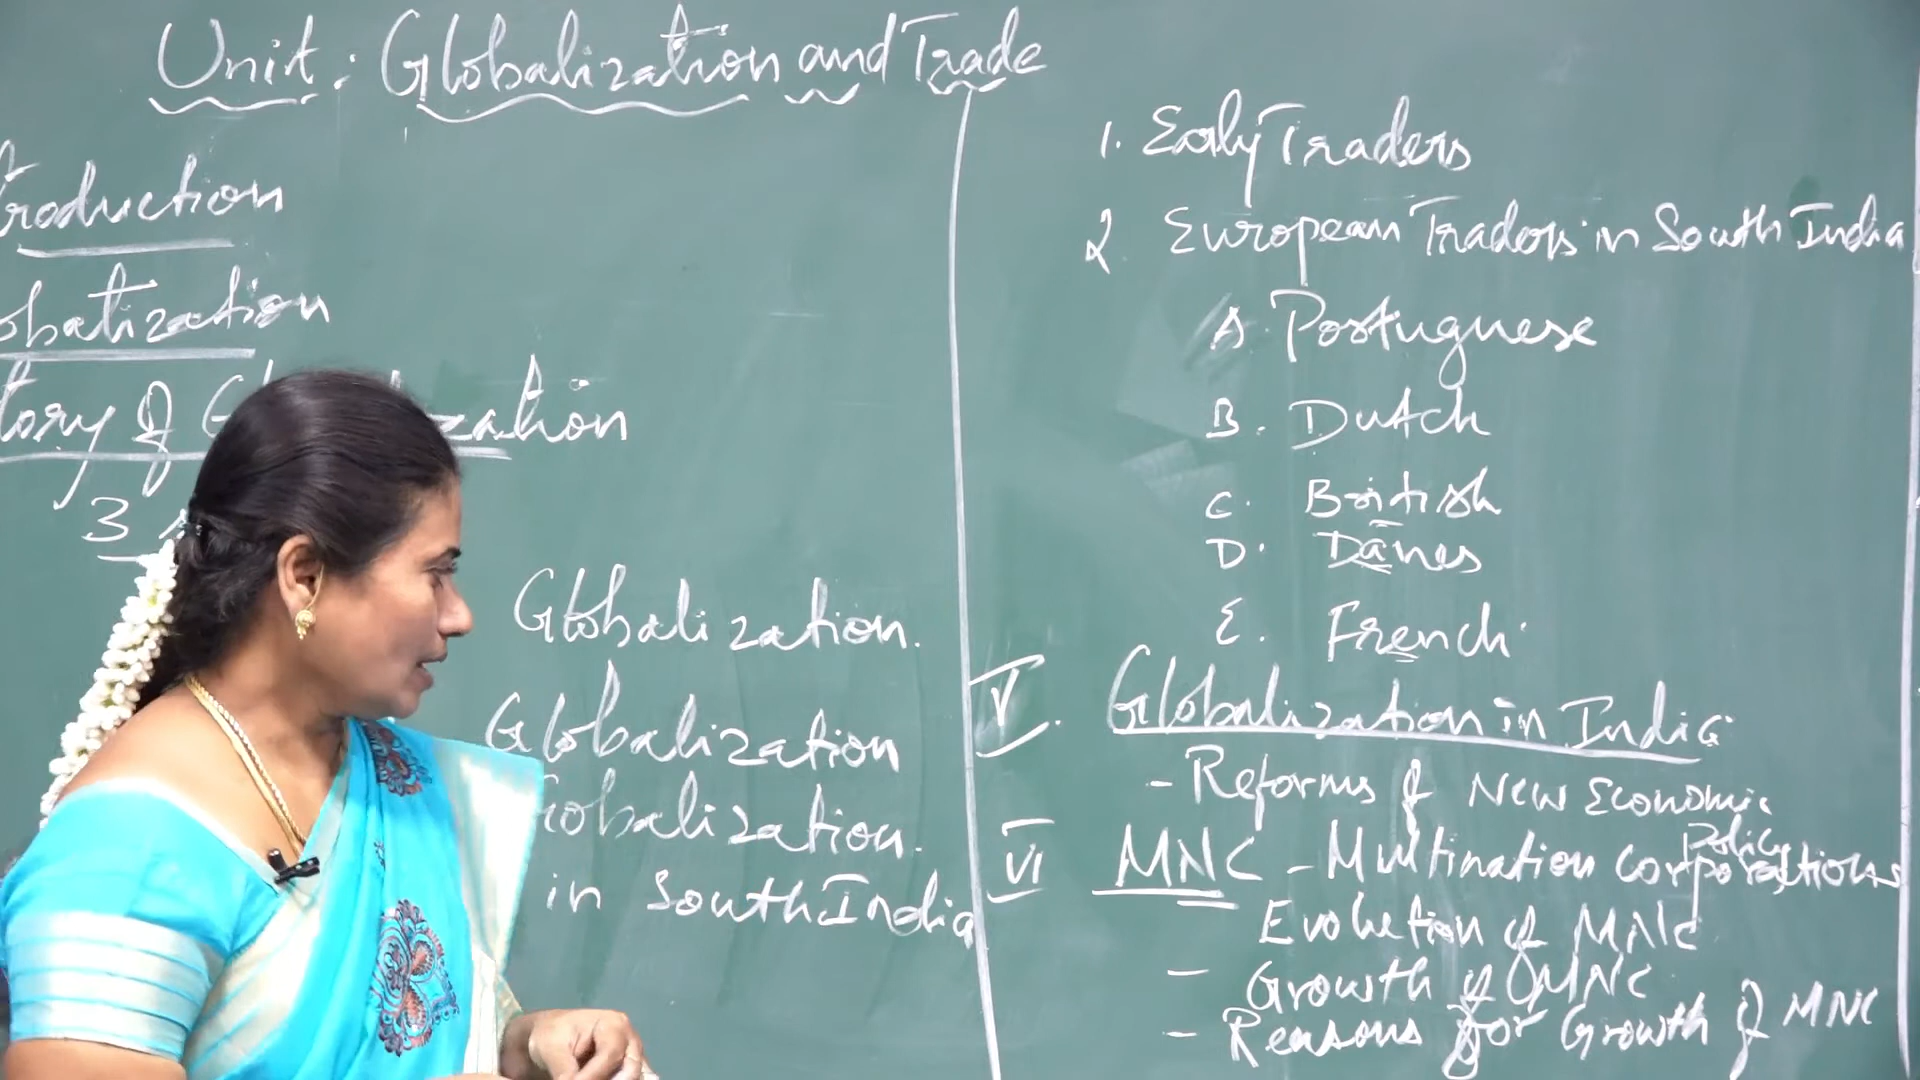 Unit : Globalization and Trade
troduction
obalization
tory of G zation
3
Globalization.
Globalization
lobalization.
in South India
1. Early Traders
2. European Traders in South India
A. Portuguese
B. Dutch
C. British
D. Danes
E. French
V. Globalization in India
- Reforms of New Economic
Policy
VI MNC - Multination Corporations
Evolution of MNC
- Growth of MNC
- Reasons for Growth of MNC